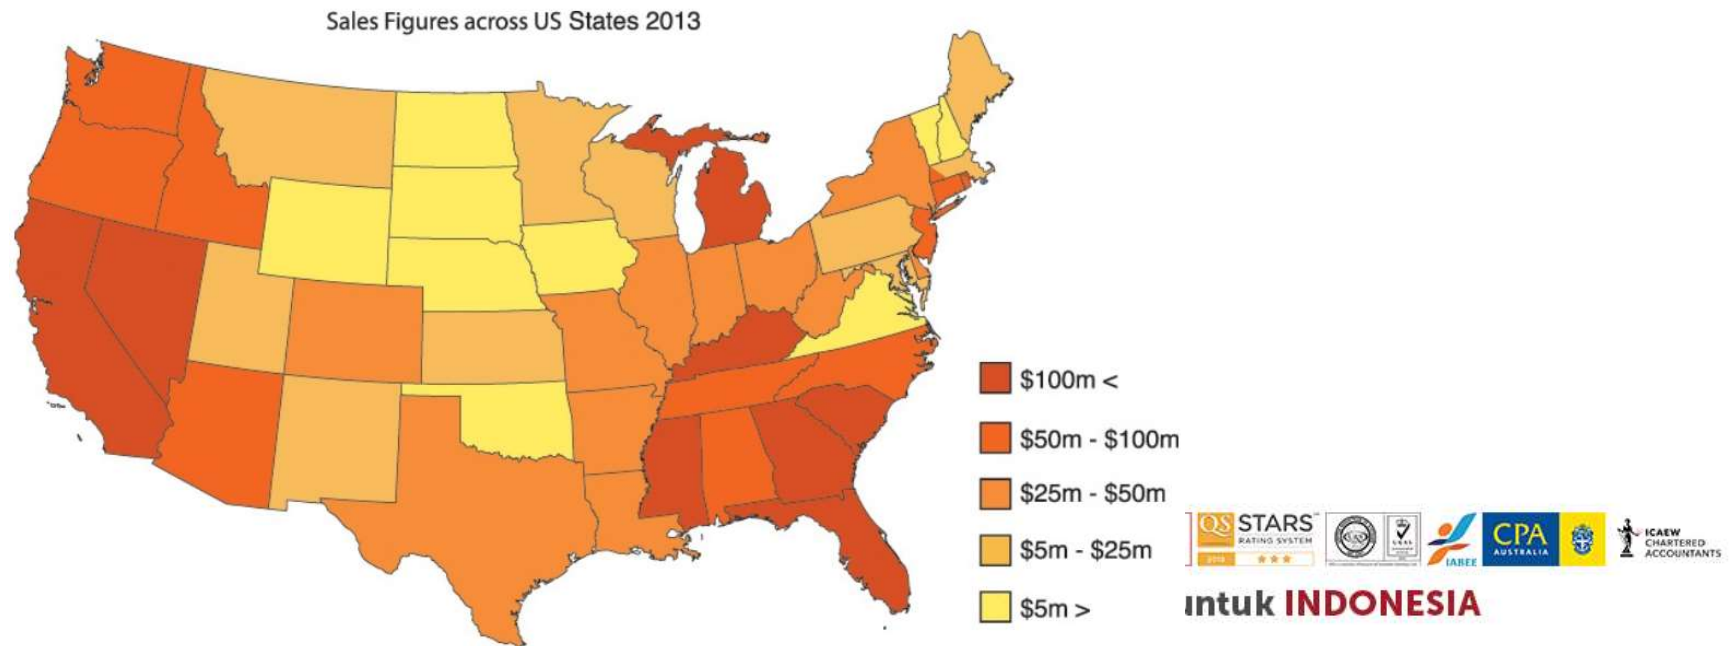 Sales Figures across US States 2013
$100m <
$50m - $100m
$25m - $50m
$5m - $25m
$5m >
QS STARS
RATING SYSTEM
IABEE
CPA
AUSTRALIA
ICAEW
CHARTERED
ACCOUNTANTS
untuk INDONESIA